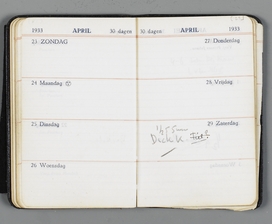 1933 APRIL 30 dagen
23 ZONDAG
24 Maandag
25 Dinsdag
26 Woensdag
30 dagen APRIL 1933
27 Donderdag
28 Vrijdag
29 Zaterdag